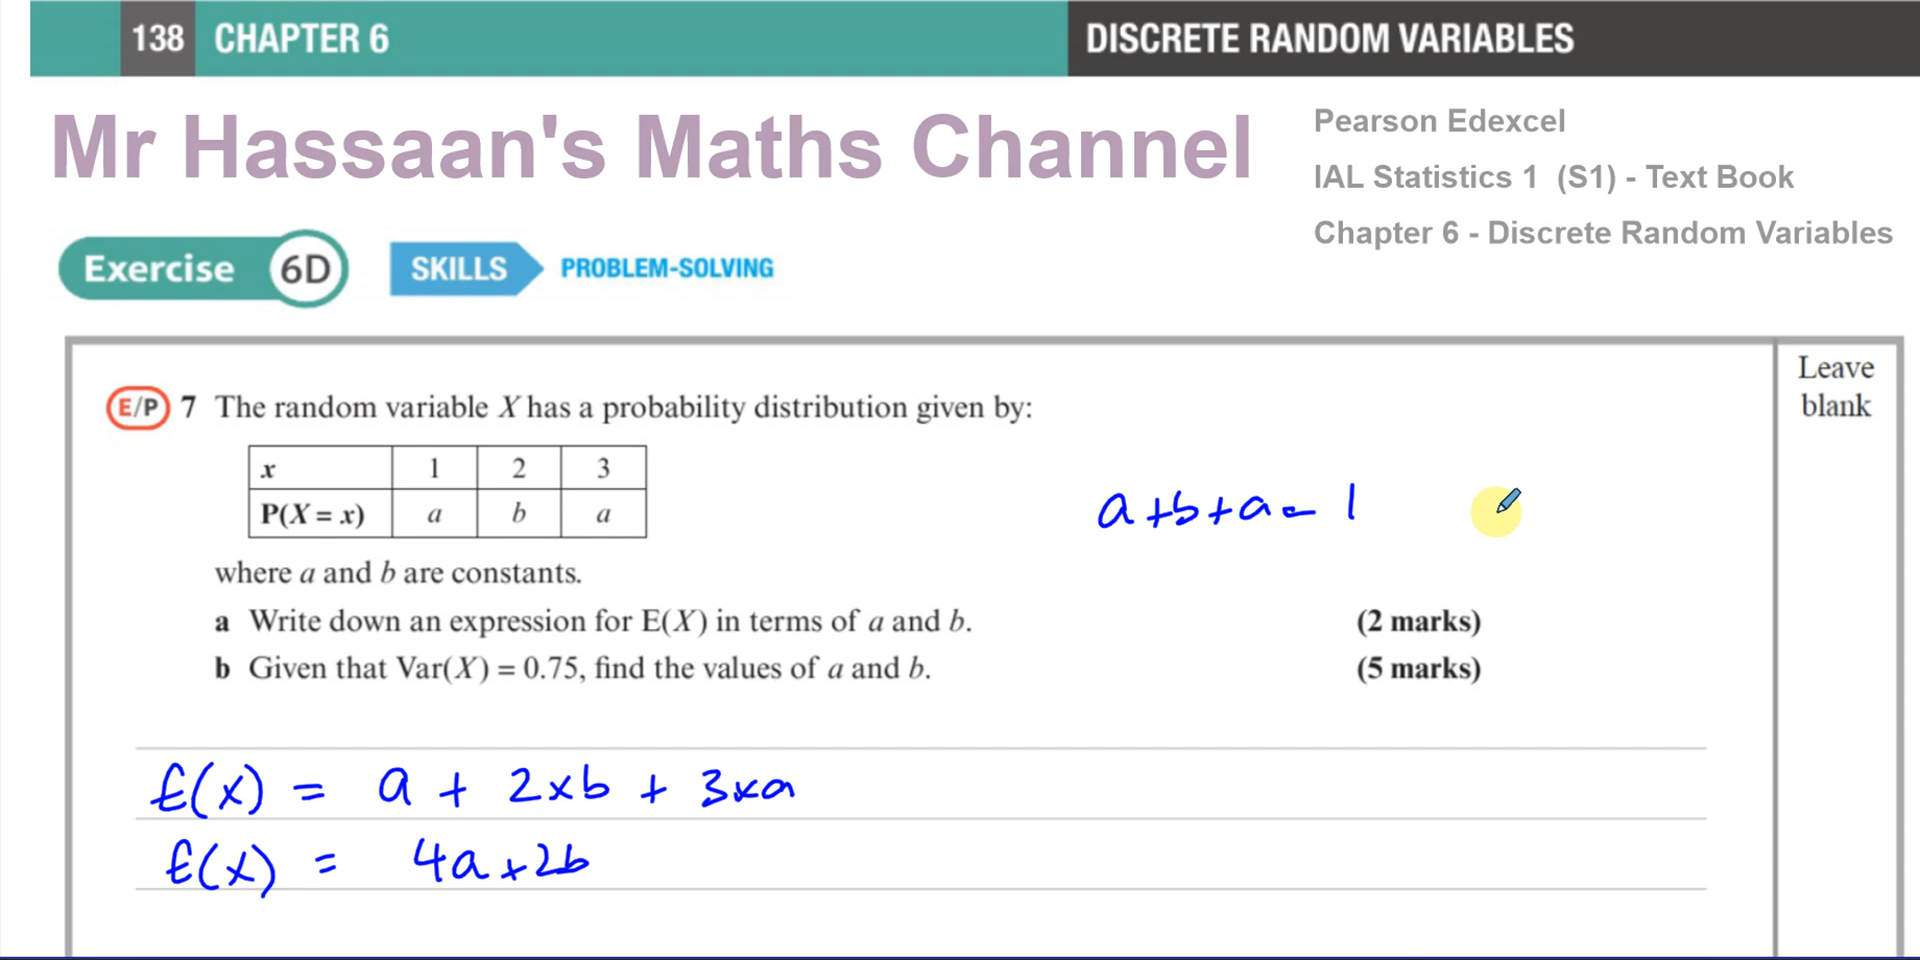 138 CHAPTER 6 DISCRETE RANDOM VARIABLES
Mr Hassaan's Maths Channel
Pearson Edexcel
IAL Statistics 1 (S1) - Text Book
Chapter 6 - Discrete Random Variables
Exercise 6D SKILLS PROBLEM-SOLVING
Leave
blank
E/P 7 The random variable X has a probability distribution given by:
x 1 2 3
P(X = x) a b a
a + b + a = 1
where a and b are constants.
a Write down an expression for E(X) in terms of a and b. (2 marks)
b Given that Var(X) = 0.75, find the values of a and b. (5 marks)
E(x) = a + 2×b + 3×a
E(x) = 4a + 2b